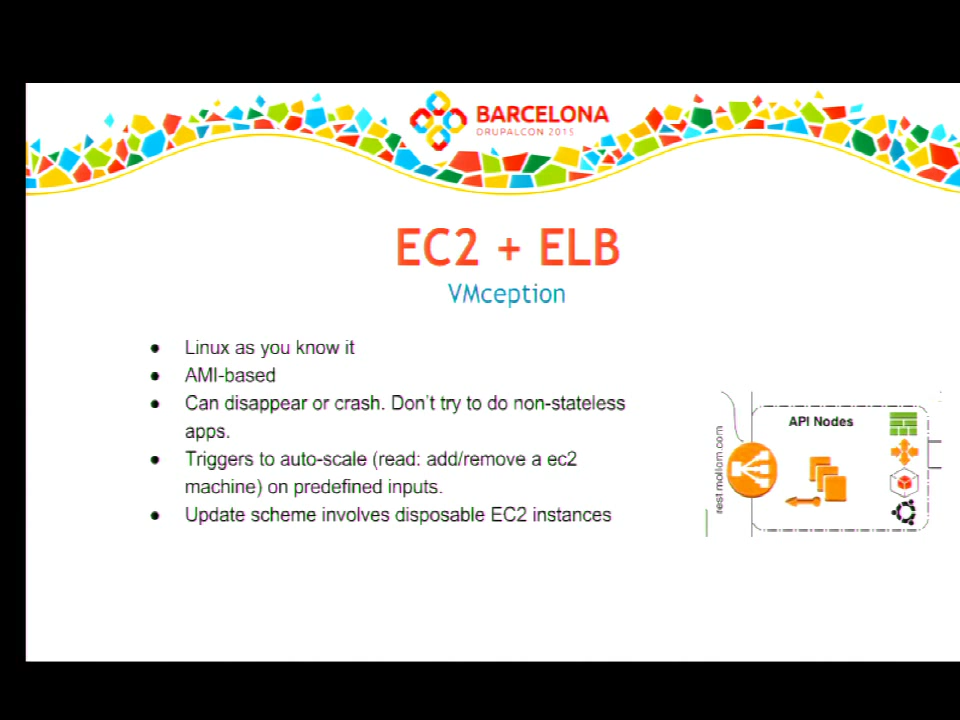 BARCELONA
DRUPALCON 2015
EC2 + ELB
VMception
● Linux as you know it
● AMI-based
● Can disappear or crash. Don't try to do non-stateless
apps.
● Triggers to auto-scale (read: add/remove a ec2
machine) on predefined inputs.
● Update scheme involves disposable EC2 instances
API Nodes
rest.mollom.com